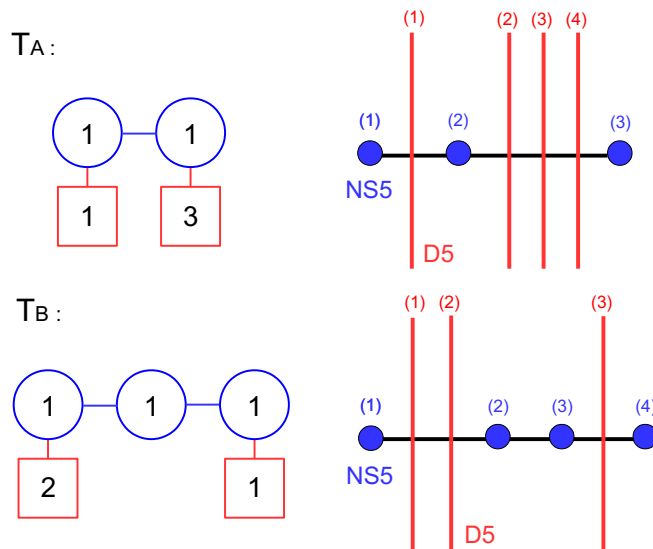 TA :
(1) (2) (3) (4)
(1) (2) (3)
1 1
NS5
1 3
D5
TB :
(1) (2) (3)
(1) (2) (3) (4)
1 1 1
NS5
2 1
D5